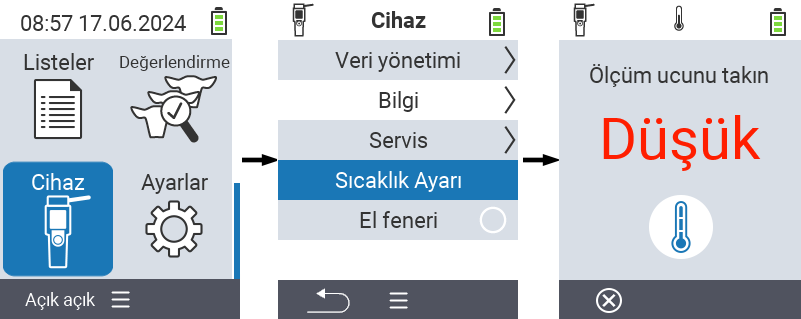 08:57 17.06.2024
Listeler
Değerlendirme
Cihaz
Ayarlar
Açık açık
Cihaz
Veri yönetimi
Bilgi
Servis
Sıcaklık Ayarı
El feneri
Ölçüm ucunu takın
Düşük